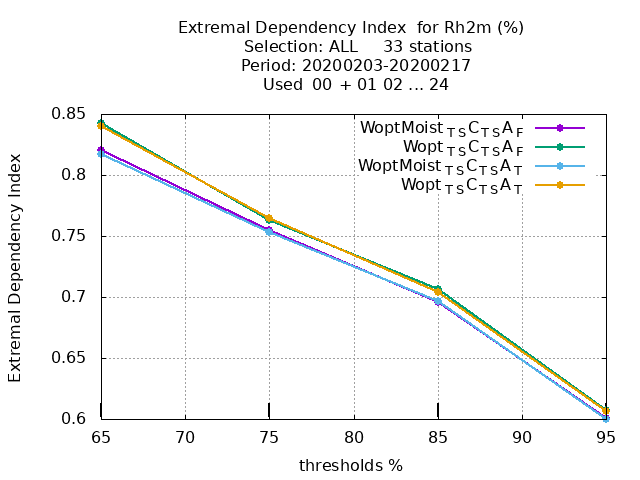 Extremal Dependency Index  for Rh2m (%)
Selection: ALL     33 stations
Period: 20200203-20200217
Used  00 + 01 02 ... 24
WoptMoist TS C TS A F
Wopt TS C TS A F
WoptMoist TS C TS A T
Wopt TS C TS A T
Extremal Dependency Index
0.85
0.8
0.75
0.7
0.65
0.6
65 70 75 80 85 90 95
thresholds %